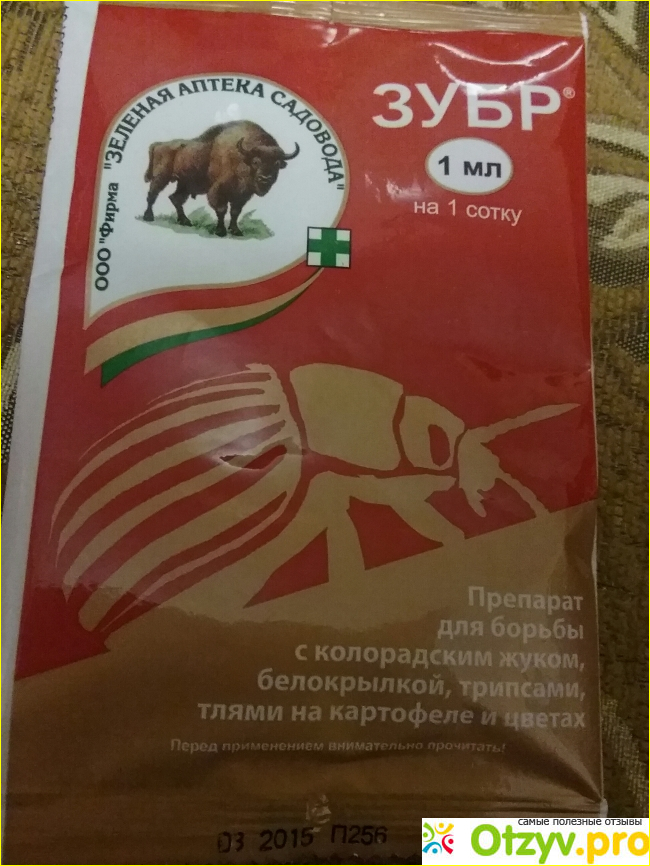 ООО "Фирма "ЗЕЛЕНАЯ АПТЕКА САДОВОДА"
ЗУБР®
1 мл
на 1 сотку
Препарат
для борьбы
с колорадским жуком,
белокрылкой, трипсами,
тлями на картофеле и цветах
Перед применением внимательно прочитать!
03 2015 П256
самые полезные отзывы
Otzyv.pro